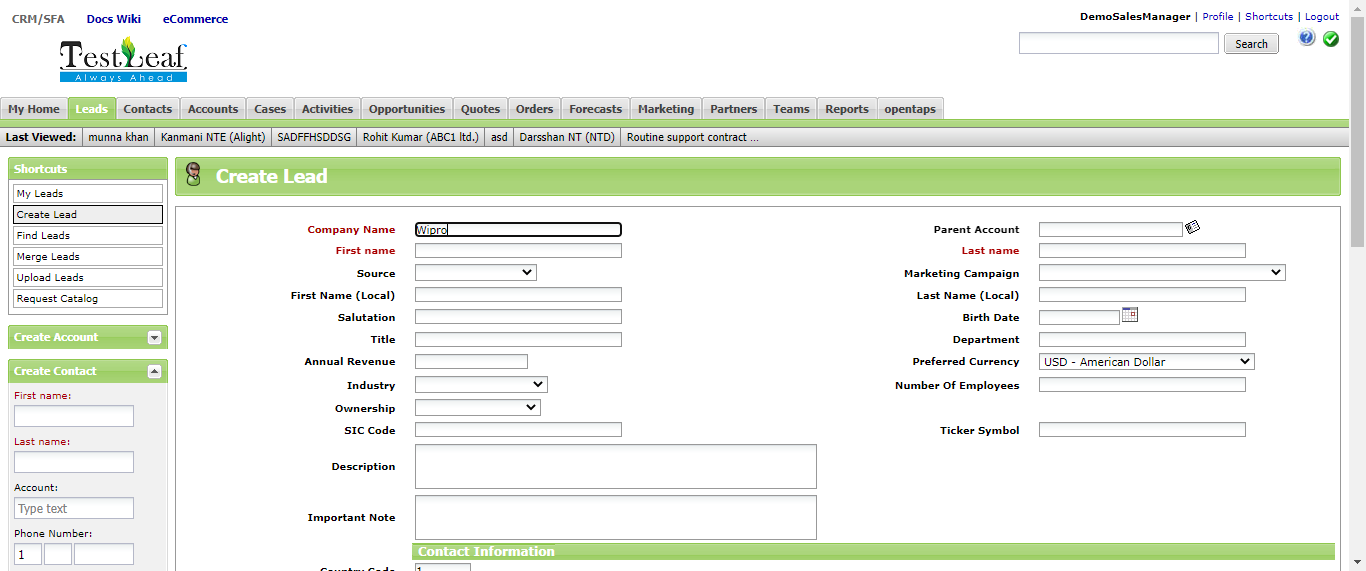 CRM/SFA Docs Wiki eCommerce
DemoSalesManager | Profile | Shortcuts | Logout
TestLeaf
Always Ahead
Search
My Home Leads Contacts Accounts Cases Activities Opportunities Quotes Orders Forecasts Marketing Partners Teams Reports opentaps
Last Viewed: munna khan Kanmani NTE (Alight) SADFFHSDDSG Rohit Kumar (ABC1 ltd.) asd Darsshan NT (NTD) Routine support contract ...
Shortcuts
My Leads
Create Lead
Find Leads
Merge Leads
Upload Leads
Request Catalog
Create Account
Create Contact
First name:
Last name:
Account:
Type text
Phone Number:
1
Create Lead
Company Name Wipro Parent Account
First name Last name
Source Marketing Campaign
First Name (Local) Last Name (Local)
Salutation Birth Date
Title Department
Annual Revenue Preferred Currency USD - American Dollar
Industry Number Of Employees
Ownership
SIC Code Ticker Symbol
Description
Important Note
Contact Information
Country Code 1